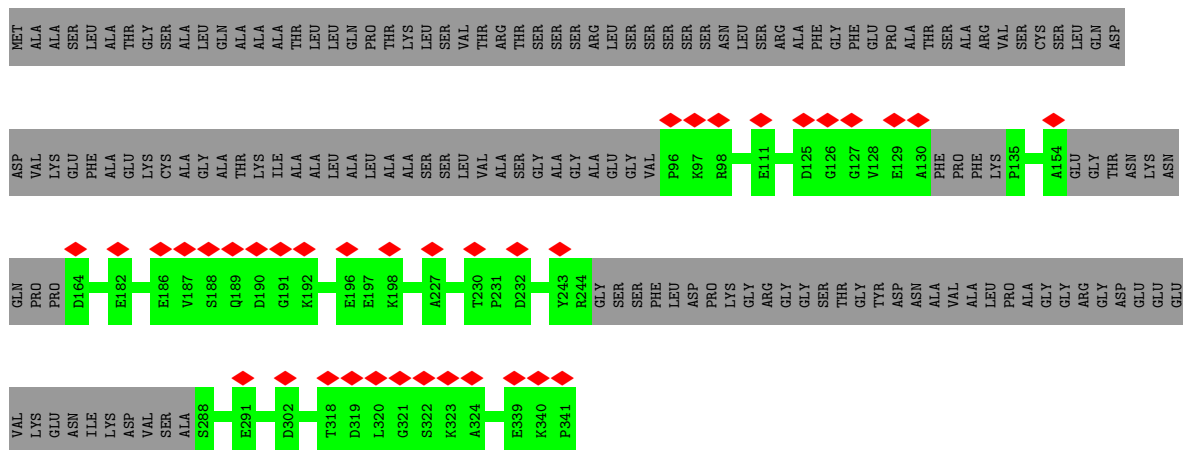 MET ALA ALA SER LEU ALA THR GLY SER ALA LEU GLN ALA ALA ALA THR LEU LEU GLN PRO THR LYS LEU SER VAL THR ARG THR SER SER SER ARG LEU SER SER SER SER SER ASN LEU SER ARG ALA PHE GLY PHE GLU PRO ALA THR SER ALA ARG VAL SER CYS SER LEU GLN ASP
ASP VAL LYS GLU PHE ALA GLU LYS CYS ALA GLY ALA THR LYS ILE ALA ALA LEU ALA LEU ALA ALA SER SER LEU VAL ALA SER GLY ALA GLY ALA GLU GLY VAL P96 K97 R98 E111 D125 G126 G127 V128 E129 A130 PHE PRO PHE LYS P135 A154 GLU GLY THR ASN LYS ASN
GLN PRO PRO D164 E182 E186 V187 S188 Q189 D190 G191 K192 E196 E197 K198 A227 T230 P231 D232 Y243 R244 GLY SER SER PHE LEU ASP PRO LYS GLY ARG GLY GLY SER THR GLY TYR ASP ASN ALA VAL ALA LEU PRO ALA GLY GLY ARG GLY ASP GLU GLU GLU
VAL LYS GLU ASN ILE LYS ASP VAL SER ALA S288 E291 D302 T318 D319 L320 G321 S322 K323 A324 E339 K340 P341